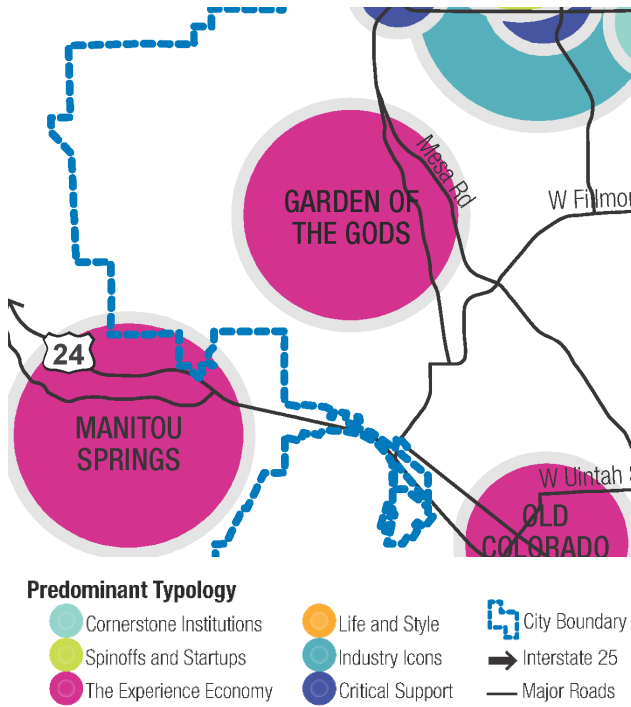 Mesa Rd
GARDEN OF
THE GODS
W Fillmor
24
MANITOU
SPRINGS
W Uintah S
OLD
COLORADO
Predominant Typology
Cornerstone Institutions
Spinoffs and Startups
The Experience Economy
Life and Style
Industry Icons
Critical Support
City Boundary
Interstate 25
Major Roads